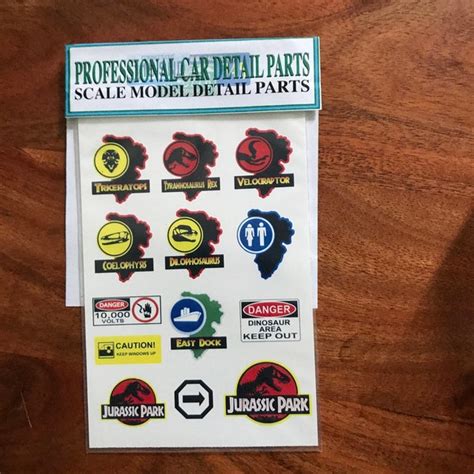 PROFESSIONAL CAR DETAIL PARTS
SCALE MODEL DETAIL PARTS
TRIKERATOPS
TYRANNOSAURUS REX
VELOCIRAPTOR
COELOPHYSIS
DILOPHOSAURUS
DANGER
10,000
VOLTS
CAUTION!
KEEP WINDOWS UP
EAST DOCK
DANGER
DINOSAUR
AREA
KEEP OUT
JURASSIC PARK
JURASSIC PARK